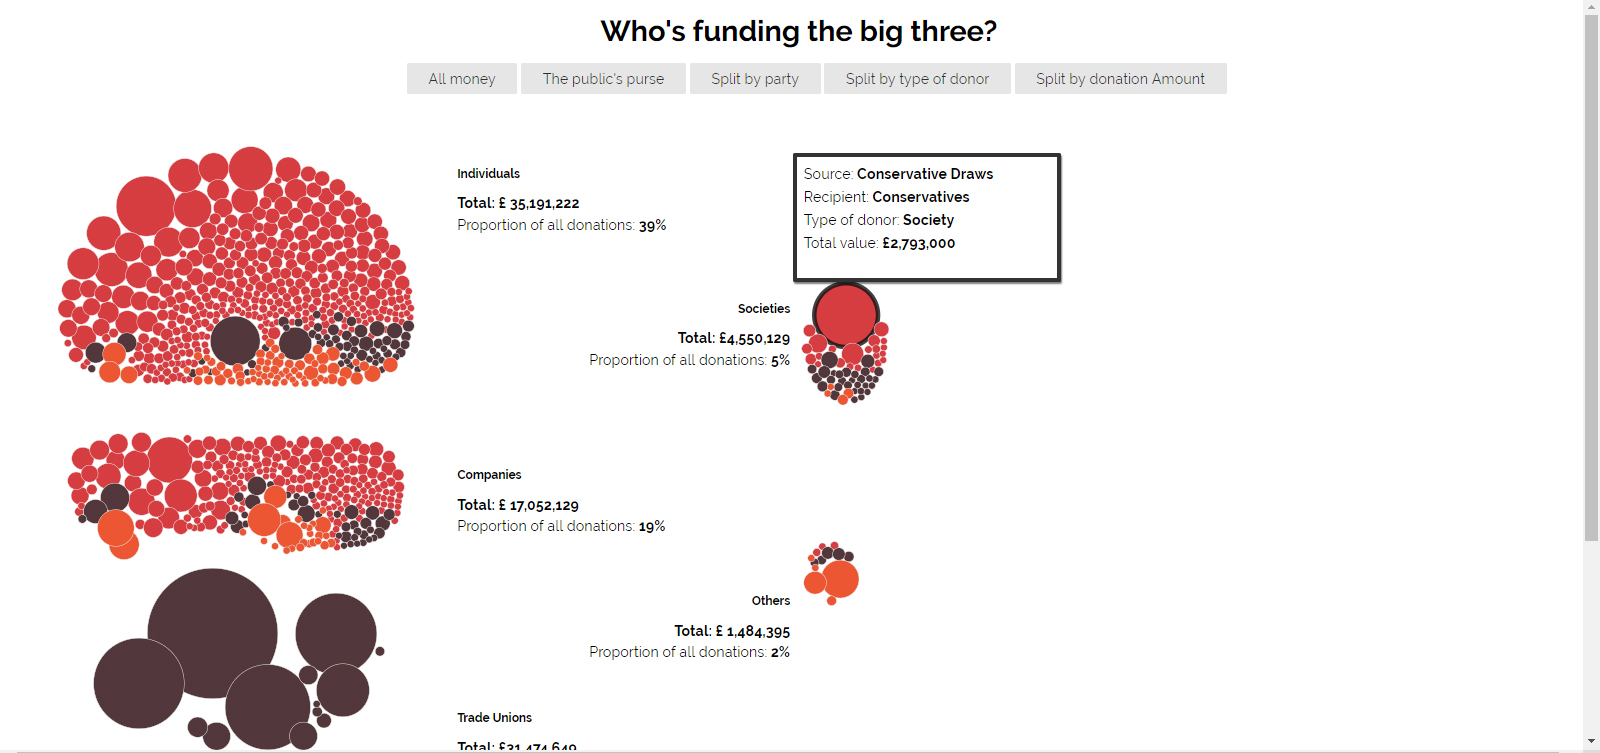 Who's funding the big three?
All money
The public's purse
Split by party
Split by type of donor
Split by donation Amount
Individuals
Total: £ 35,191,222
Proportion of all donations: 39%
Source: Conservative Draws
Recipient: Conservatives
Type of donor: Society
Total value: £2,793,000
Societies
Total: £4,550,129
Proportion of all donations: 5%
Companies
Total: £ 17,052,129
Proportion of all donations: 19%
Others
Total: £ 1,484,395
Proportion of all donations: 2%
Trade Unions
Total: £31,474,649